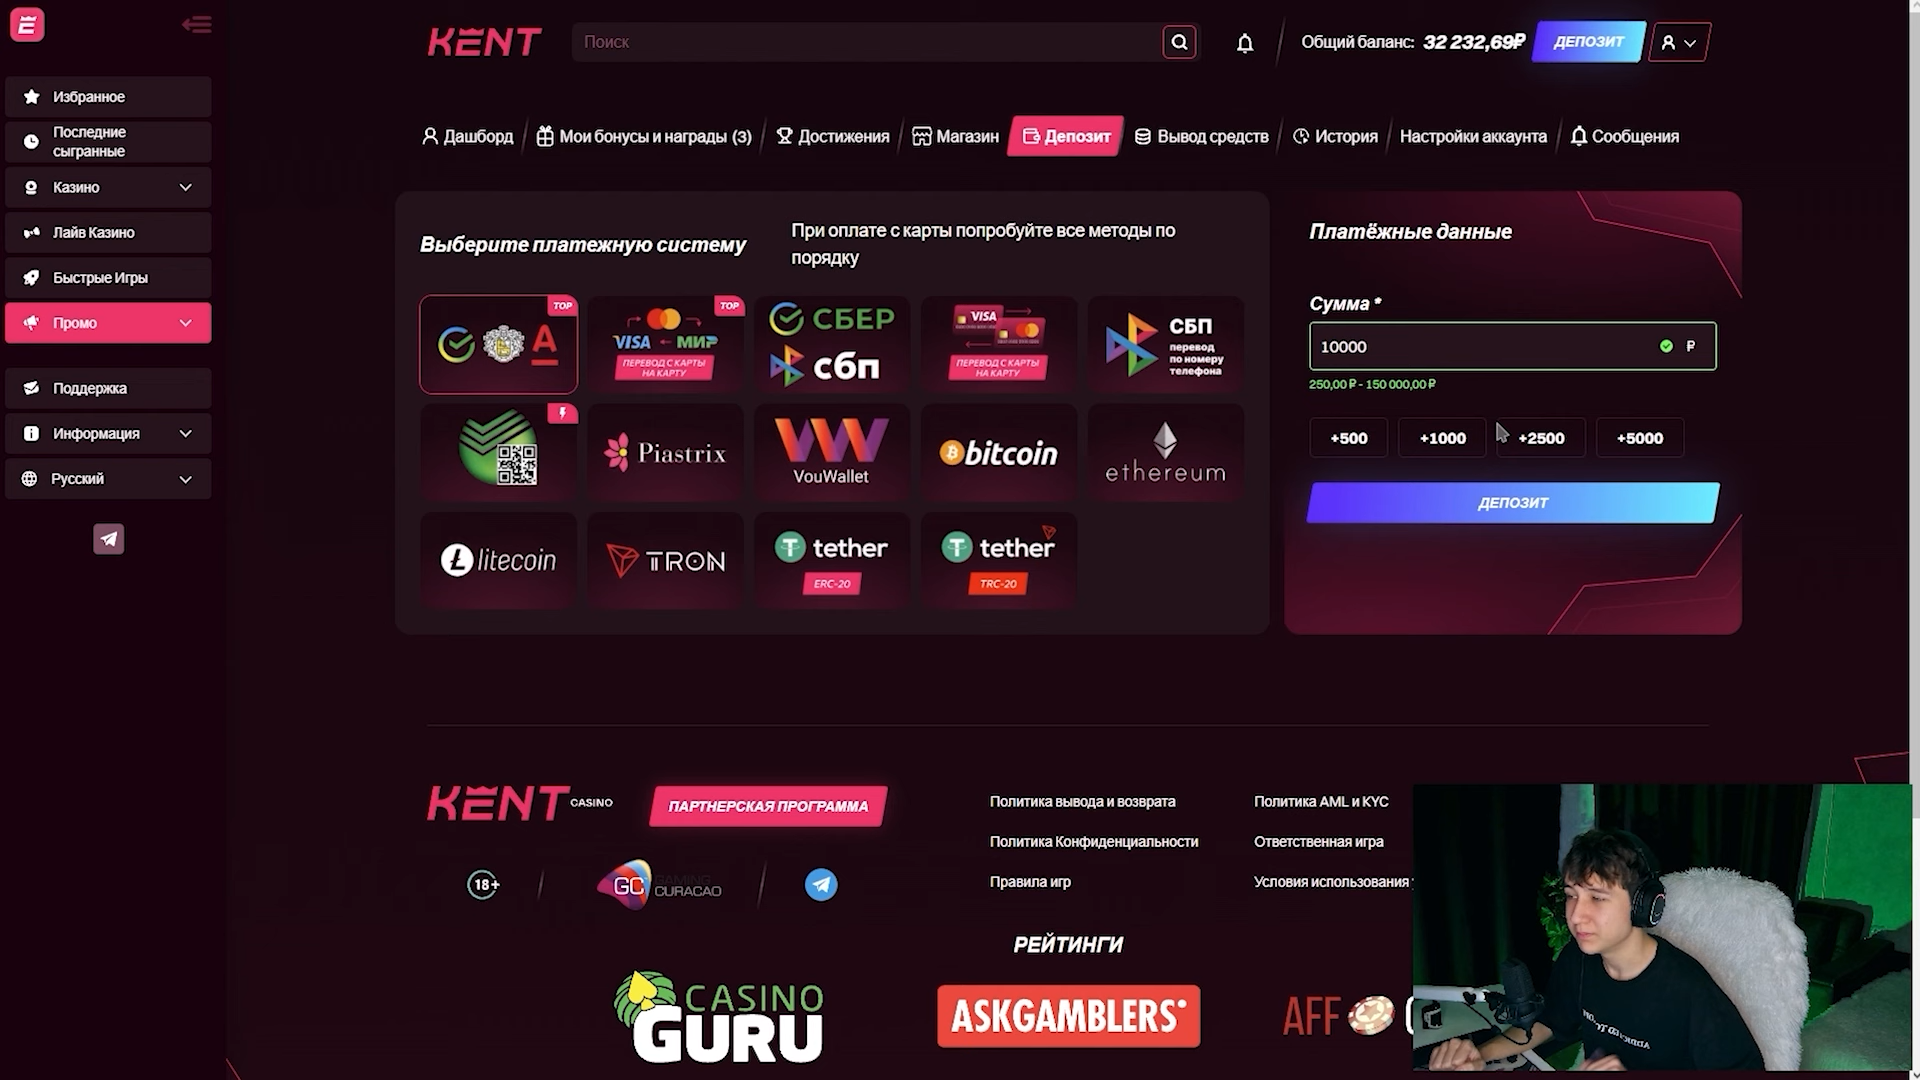 KENT
Поиск
Общий баланс: 32 232,69₽
ДЕПОЗИТ
Избранное
Последние
сыгранные
Казино
Лайв Казино
Быстрые Игры
Промо
Поддержка
Информация
Русский
Дашборд
Мои бонусы и награды (3)
Достижения
Магазин
Депозит
Вывод средств
История
Настройки аккаунта
Сообщения
Выберите платежную систему
При оплате с карты попробуйте все методы по
порядку
TOP
TOP
VISA
МИР
ПЕРЕВОД С КАРТЫ
НА КАРТУ
СБЕР
сбп
VISA
ПЕРЕВОД С КАРТЫ
НА КАРТУ
СБП
перевод
по номеру
телефона
Piastrix
VouWallet
bitcoin
ethereum
litecoin
TRON
tether
ERC-20
tether
TRC-20
Платёжные данные
Сумма *
10000 ₽
250,00 ₽ - 150 000,00 ₽
+500
+1000
+2500
+5000
ДЕПОЗИТ
KENT CASINO
ПАРТНЕРСКАЯ ПРОГРАММА
18+
GC GAMING
CURACAO
Политика вывода и возврата
Политика Конфиденциальности
Правила игр
Политика AML и KYC
Ответственная игра
Условия использования
РЕЙТИНГИ
CASINO
GURU
ASKGAMBLERS
AFF